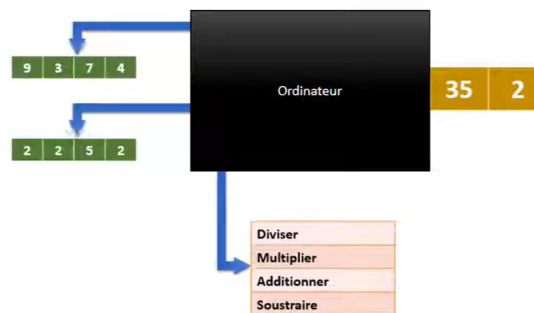 9 3 7 4
Ordinateur
35 2
2 2 5 2
Diviser
Multiplier
Additionner
Soustraire